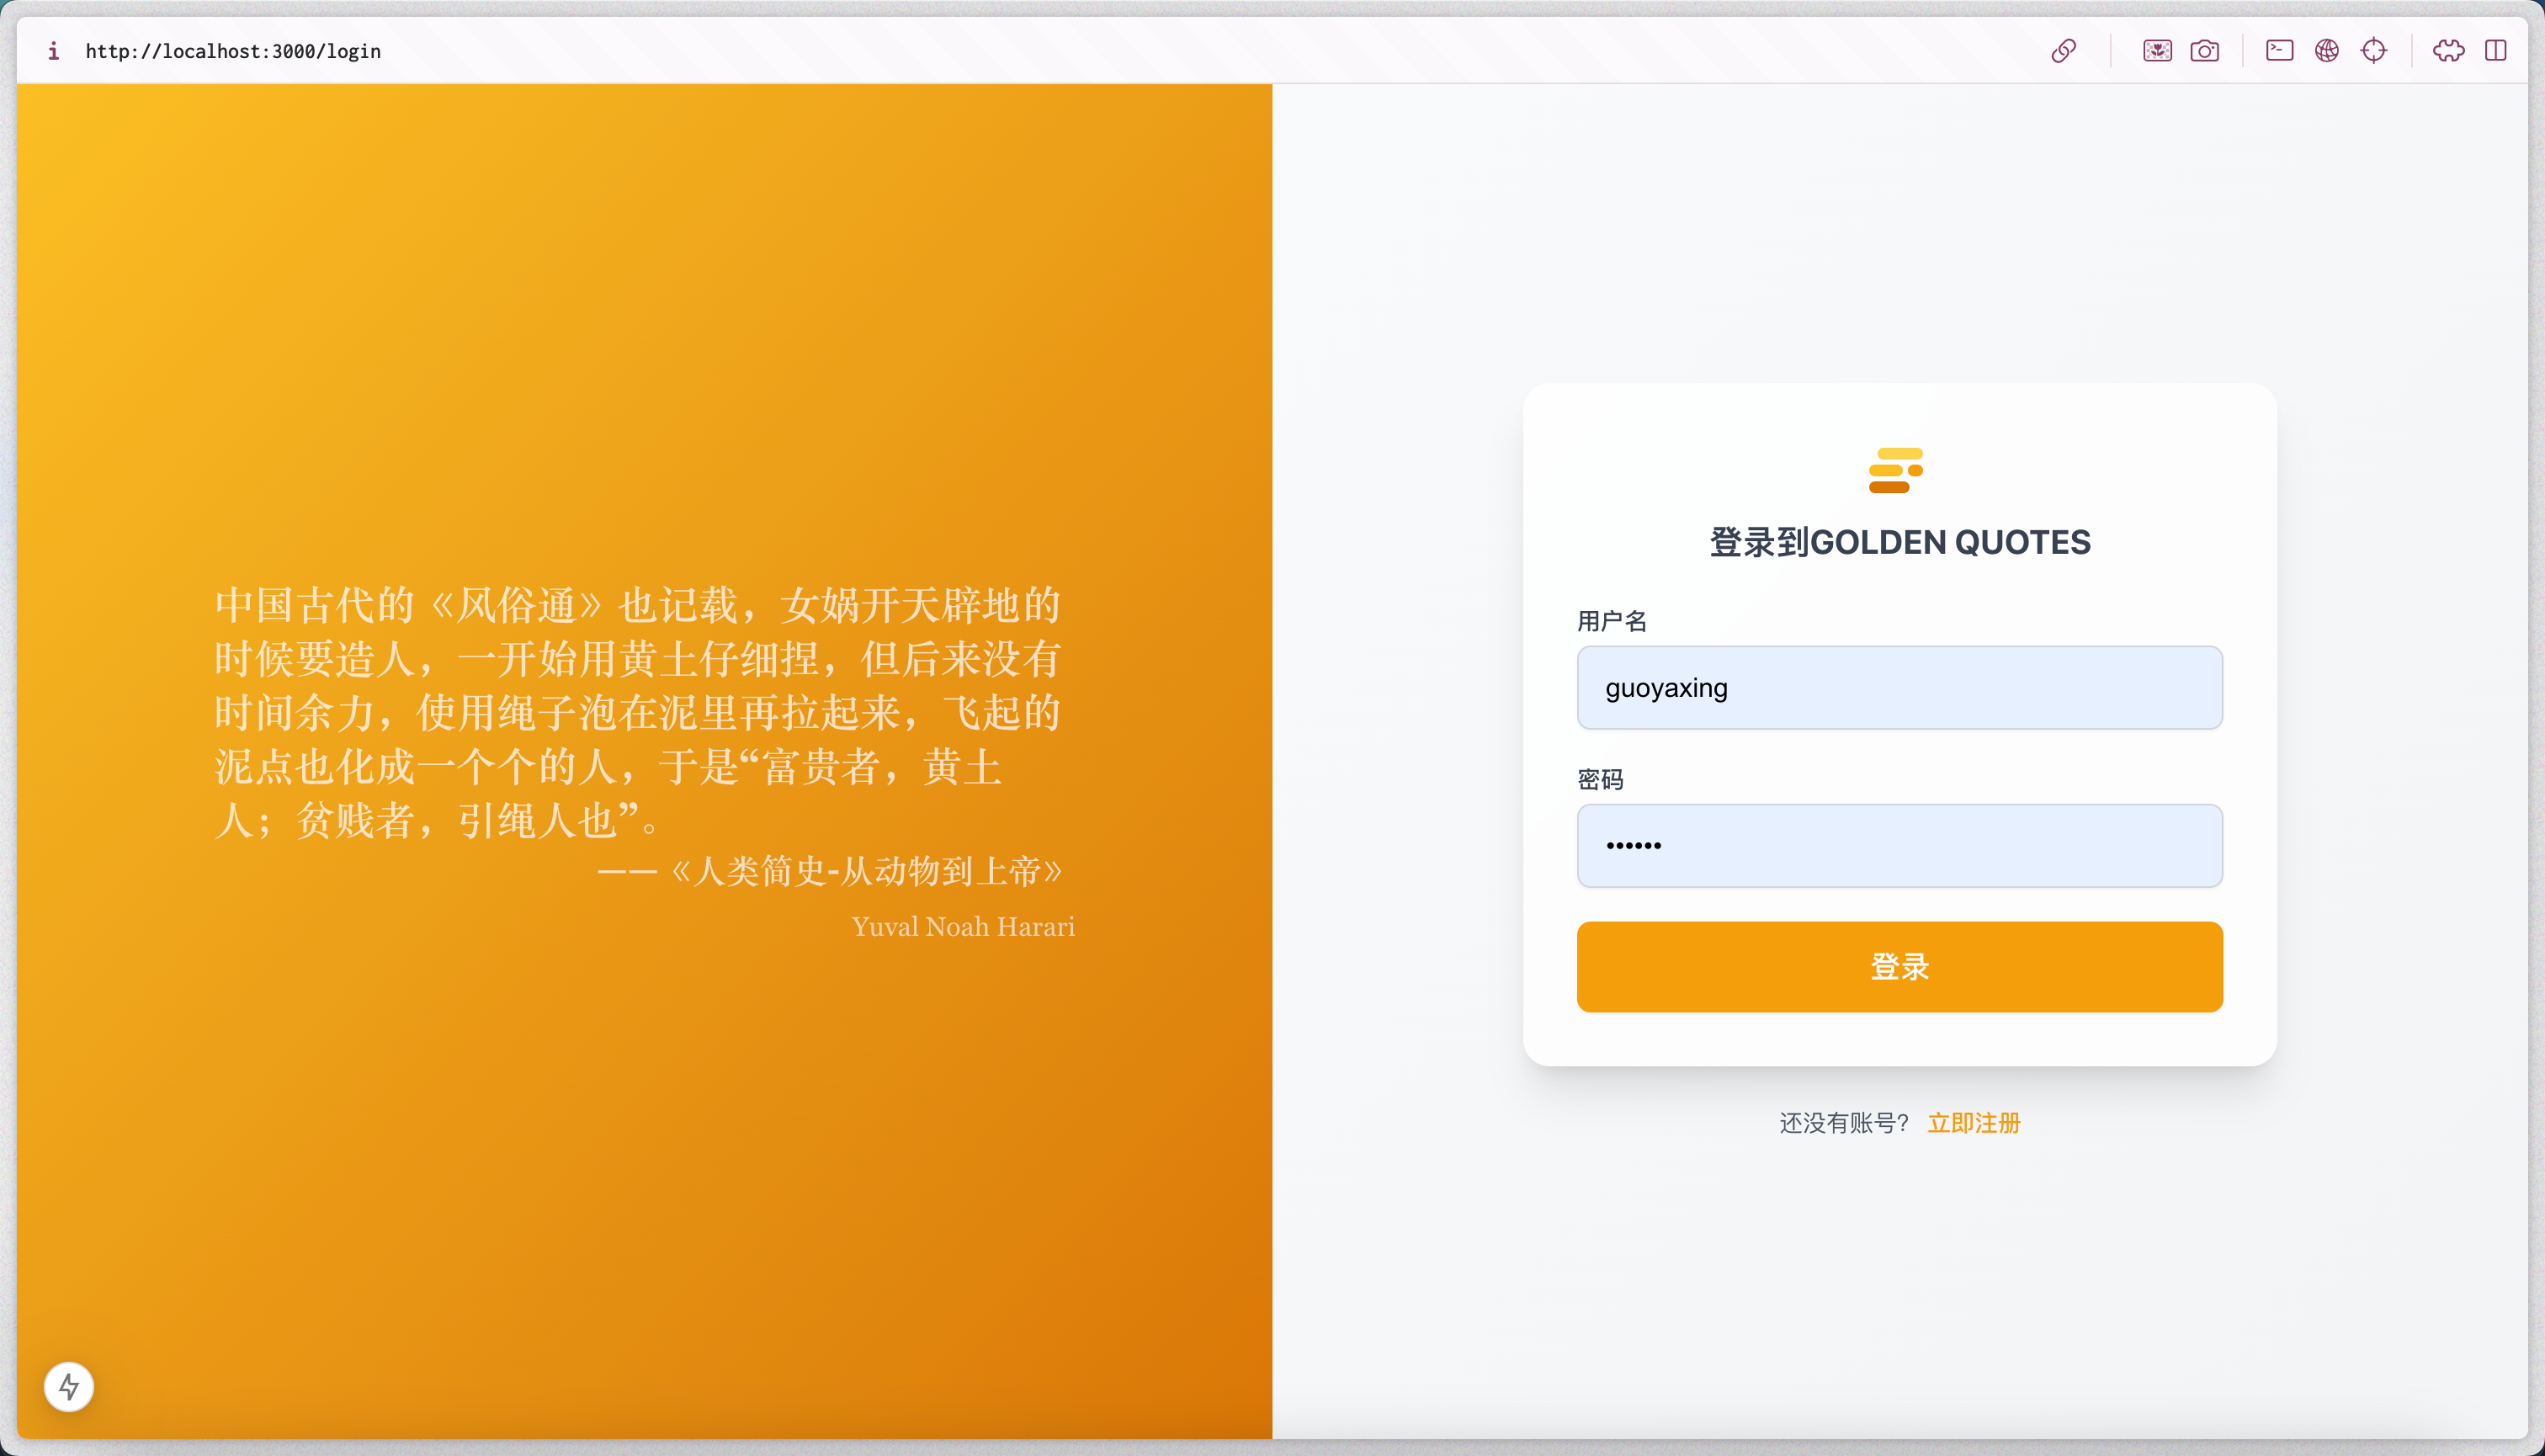 http://localhost:3000/login
中国古代的《风俗通》也记载，女娲开天辟地的
时候要造人，一开始用黄土仔细捏，但后来没有
时间余力，使用绳子泡在泥里再拉起来，飞起的
泥点也化成一个个的人，于是“富贵者，黄土
人；贫贱者，引绳人也”。
——《人类简史-从动物到上帝》
Yuval Noah Harari
登录到GOLDEN QUOTES
用户名
guoyaxing
密码
••••••
登录
还没有账号？ 立即注册